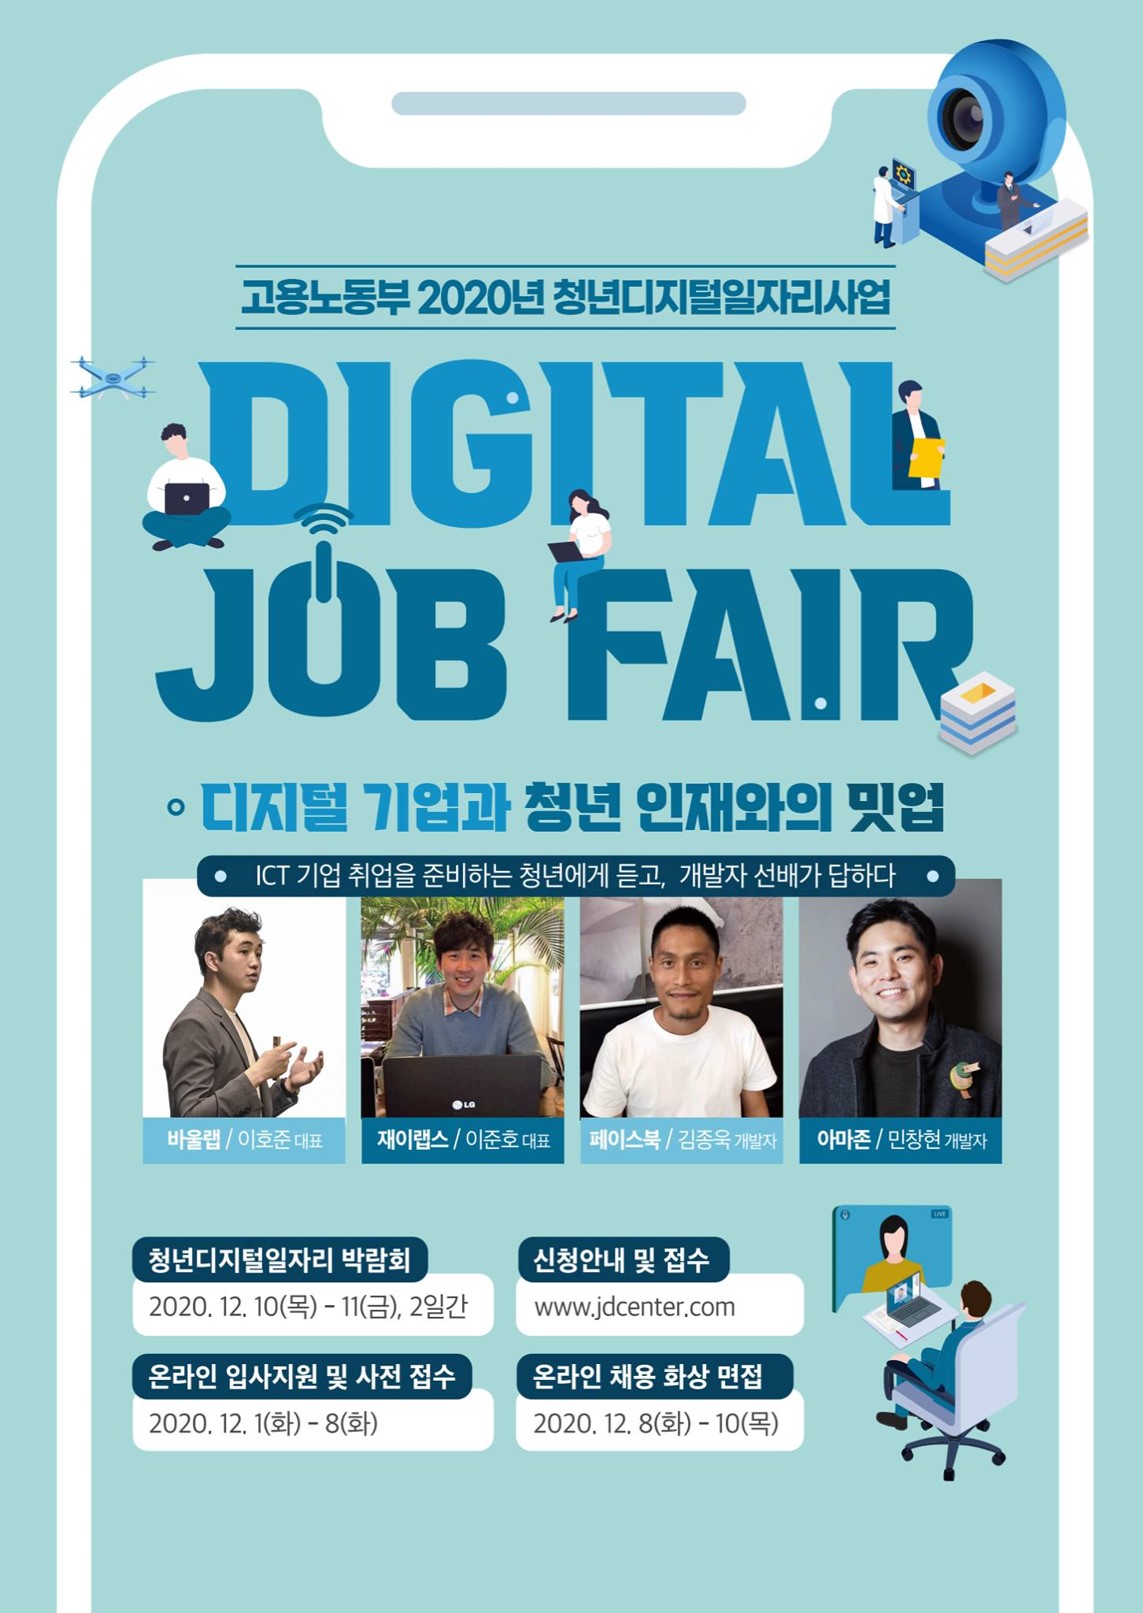 고용노동부 2020년 청년디지털일자리사업
DIGITAL
JOB FAIR
디지털 기업과 청년 인재와의 밋업
ICT 기업 취업을 준비하는 청년에게 듣고, 개발자 선배가 답하다
LG
바울랩 / 이호준 대표
재이랩스 / 이준호 대표
페이스북 / 김종욱 개발자
아마존 / 민창현 개발자
LIVE
청년디지털일자리 박람회
2020. 12. 10(목) - 11(금), 2일간
신청안내 및 접수
www.jdcenter.com
온라인 입사지원 및 사전 접수
2020. 12. 1(화) - 8(화)
온라인 채용 화상 면접
2020. 12. 8(화) - 10(목)